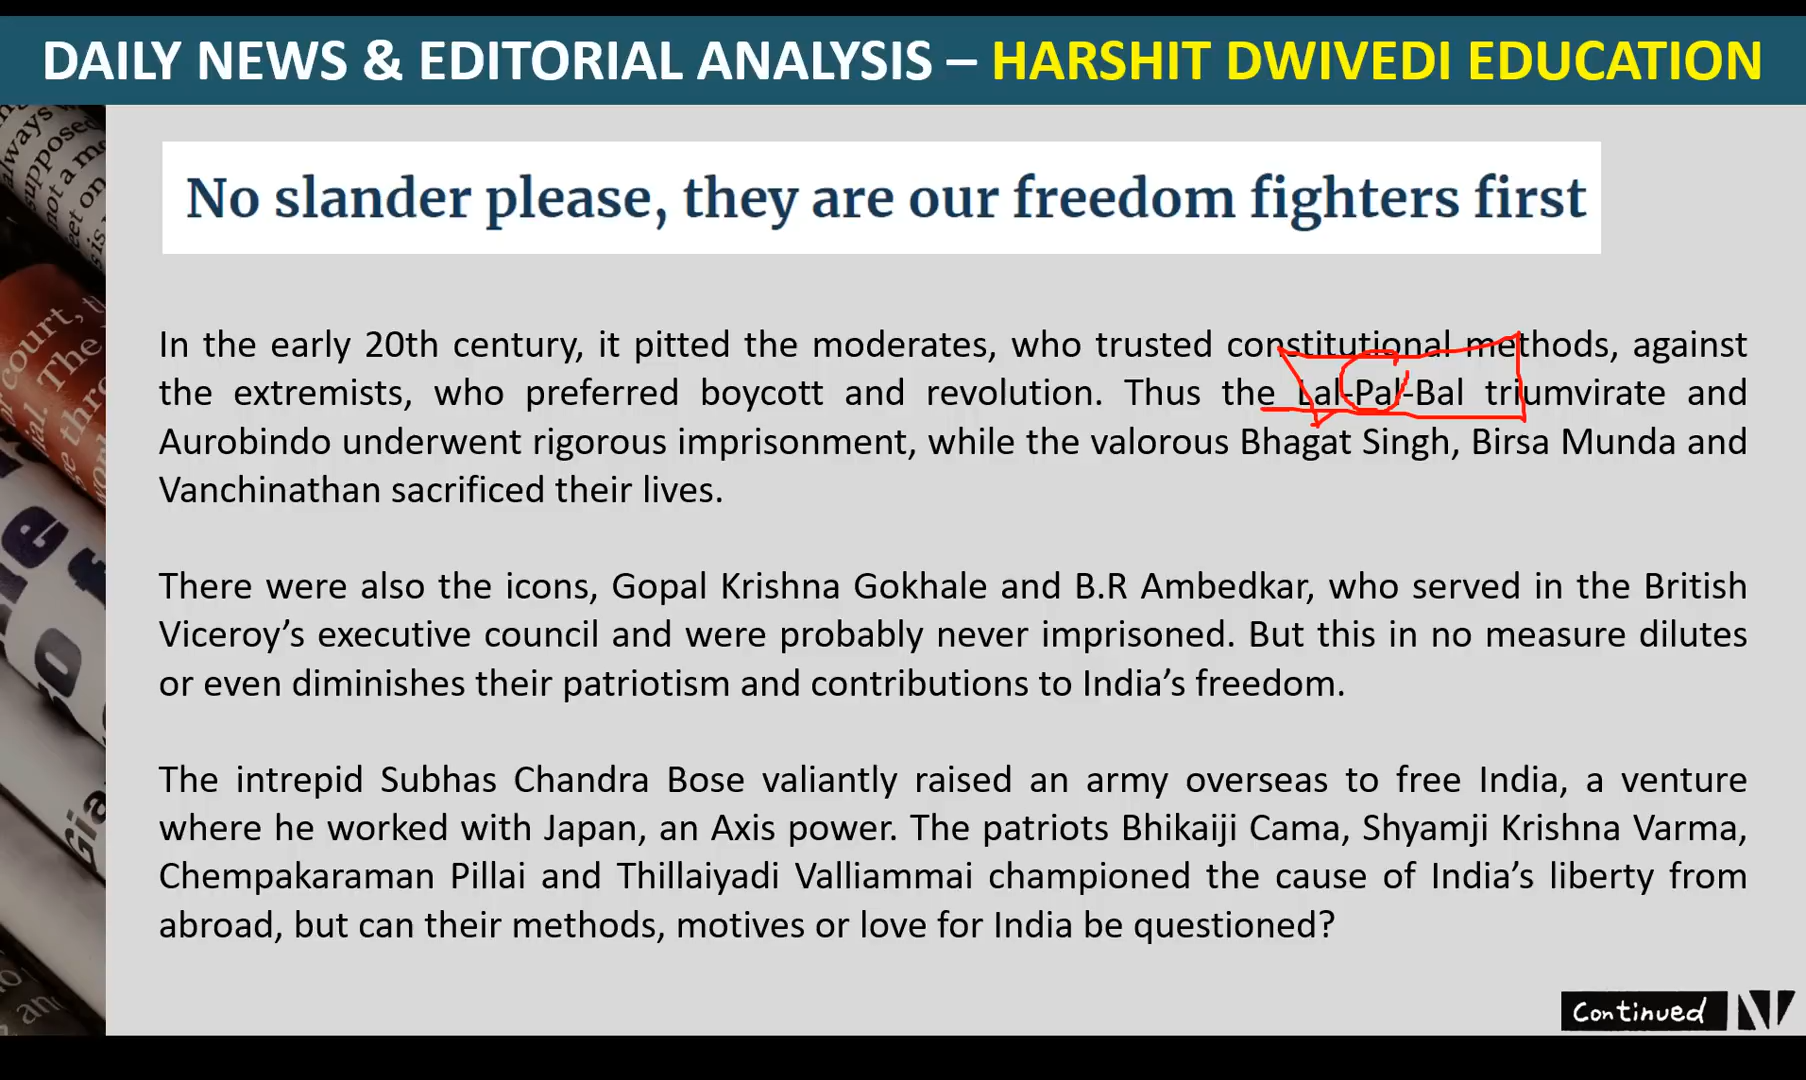 DAILY NEWS & EDITORIAL ANALYSIS – HARSHIT DWIVEDI EDUCATION
No slander please, they are our freedom fighters first
In the early 20th century, it pitted the moderates, who trusted constitutional methods, against
the extremists, who preferred boycott and revolution. Thus the Lal-Pal-Bal triumvirate and
Aurobindo underwent rigorous imprisonment, while the valorous Bhagat Singh, Birsa Munda and
Vanchinathan sacrificed their lives.
There were also the icons, Gopal Krishna Gokhale and B.R Ambedkar, who served in the British
Viceroy’s executive council and were probably never imprisoned. But this in no measure dilutes
or even diminishes their patriotism and contributions to India’s freedom.
The intrepid Subhas Chandra Bose valiantly raised an army overseas to free India, a venture
where he worked with Japan, an Axis power. The patriots Bhikaiji Cama, Shyamji Krishna Varma,
Chempakaraman Pillai and Thillaiyadi Valliammai championed the cause of India’s liberty from
abroad, but can their methods, motives or love for India be questioned?
Continued